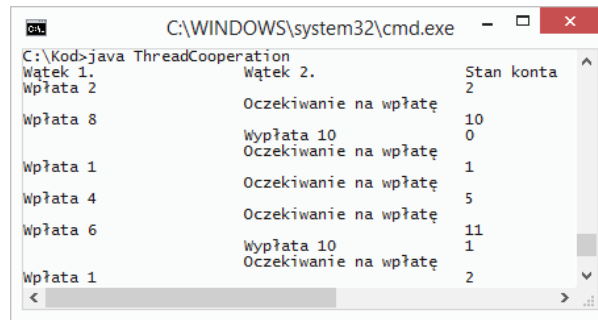 C:\WINDOWS\system32\cmd.exe
C:\Kod>java ThreadCooperation
Wątek 1. Wątek 2. Stan konta
Wpłata 2 2
Oczekiwanie na wpłatę
Wpłata 8 10
Wypłata 10 0
Oczekiwanie na wpłatę
Wpłata 1 1
Oczekiwanie na wpłatę
Wpłata 4 5
Oczekiwanie na wpłatę
Wpłata 6 11
Wypłata 10 1
Oczekiwanie na wpłatę
Wpłata 1 2